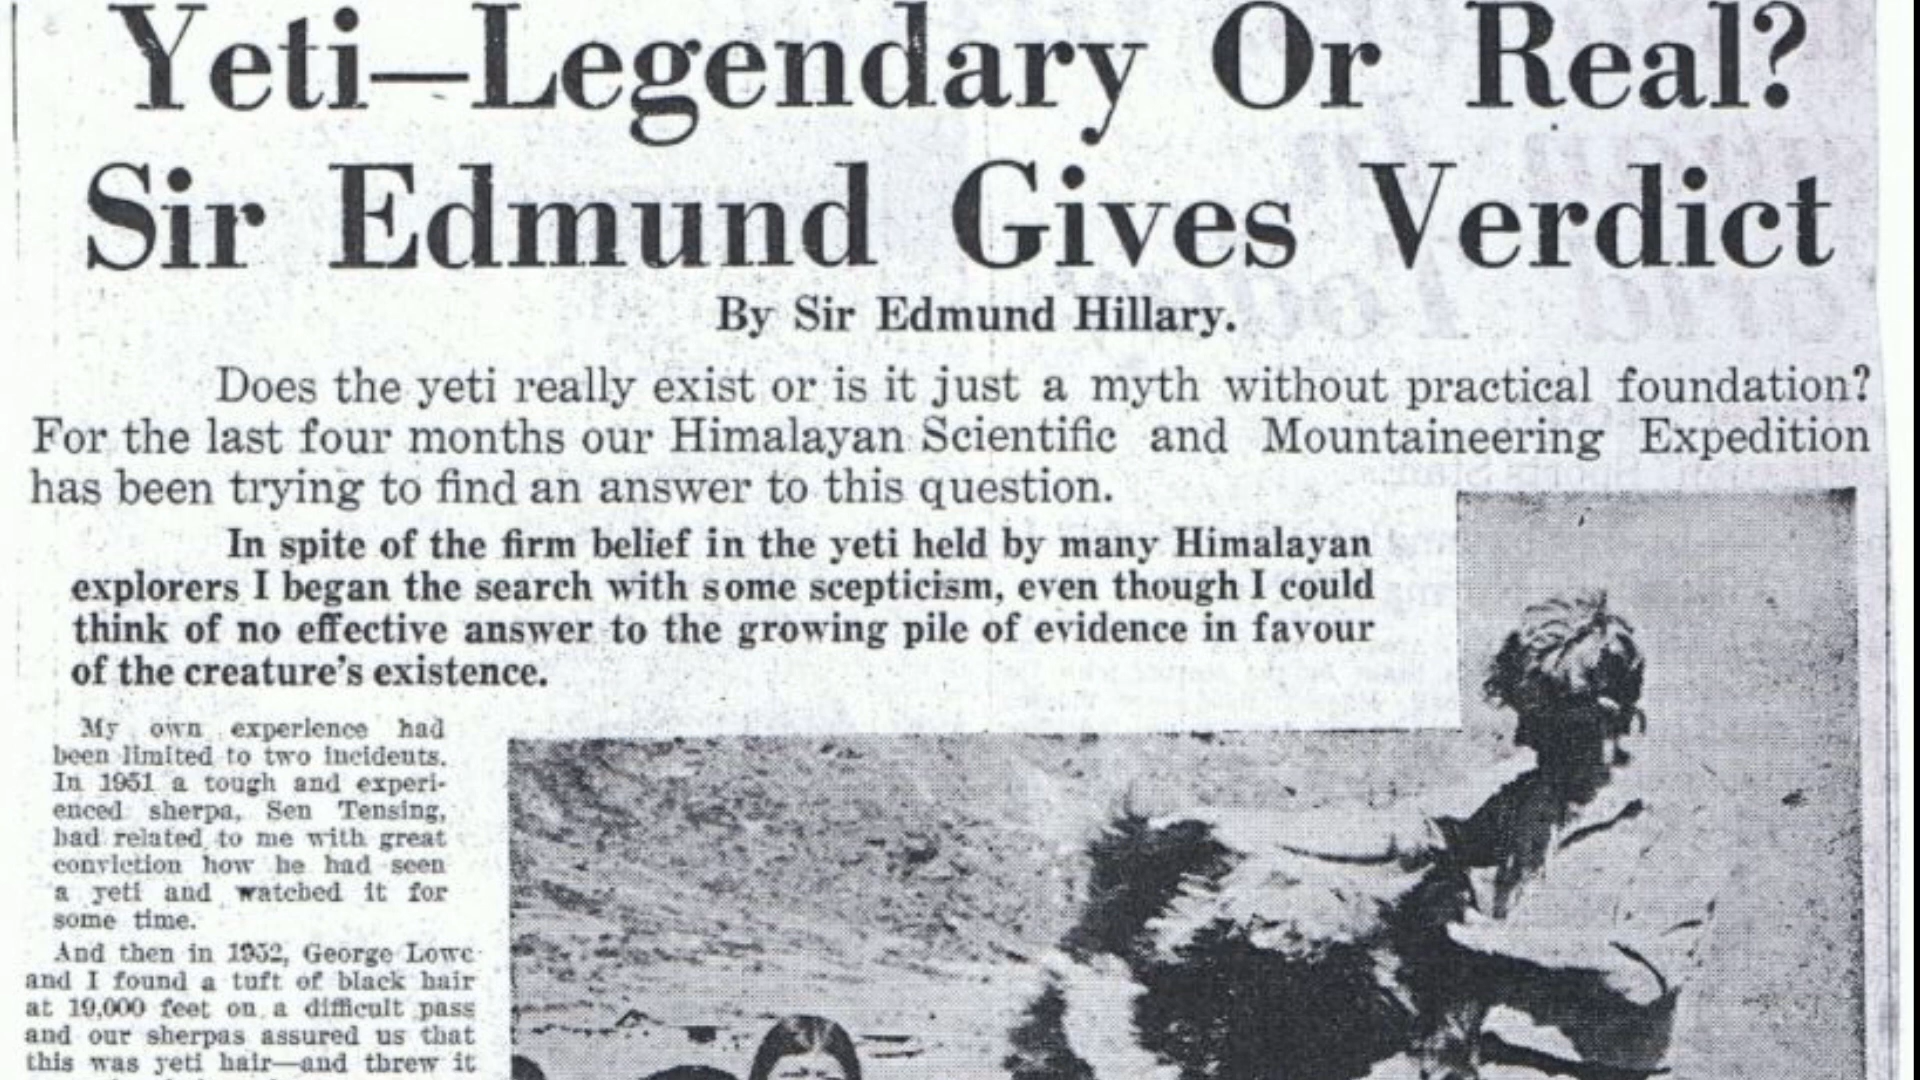 Yeti—Legendary Or Real?
Sir Edmund Gives Verdict
By Sir Edmund Hillary.
Does the yeti really exist or is it just a myth without practical foundation?
For the last four months our Himalayan Scientific and Mountaineering Expedition
has been trying to find an answer to this question.
In spite of the firm belief in the yeti held by many Himalayan
explorers I began the search with some scepticism, even though I could
think of no effective answer to the growing pile of evidence in favour
of the creature's existence.
My own experience had
been limited to two incidents.
In 1951 a tough and experi-
enced sherpa, Sen Tensing,
had related to me with great
conviction how he had seen
a yeti and watched it for
some time.
And then in 1952, George Lowe
and I found a tuft of black hair
at 19,000 feet on a difficult pass
and our sherpas assured us that
this was yeti hair—and threw it